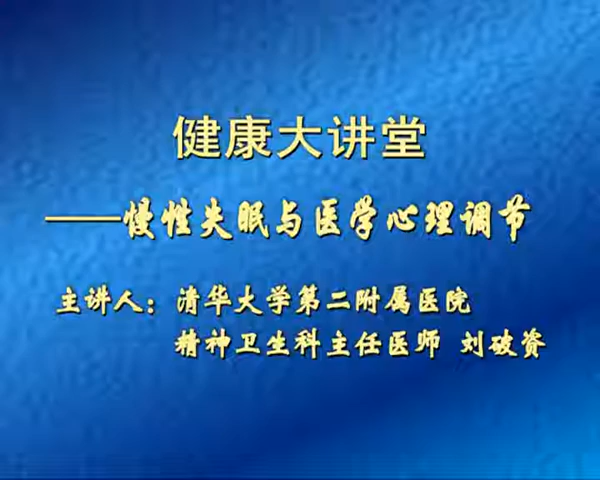 健康大讲堂
——慢性失眠与医学心理调节
主讲人：清华大学第二附属医院
精神卫生科主任医师 刘破资